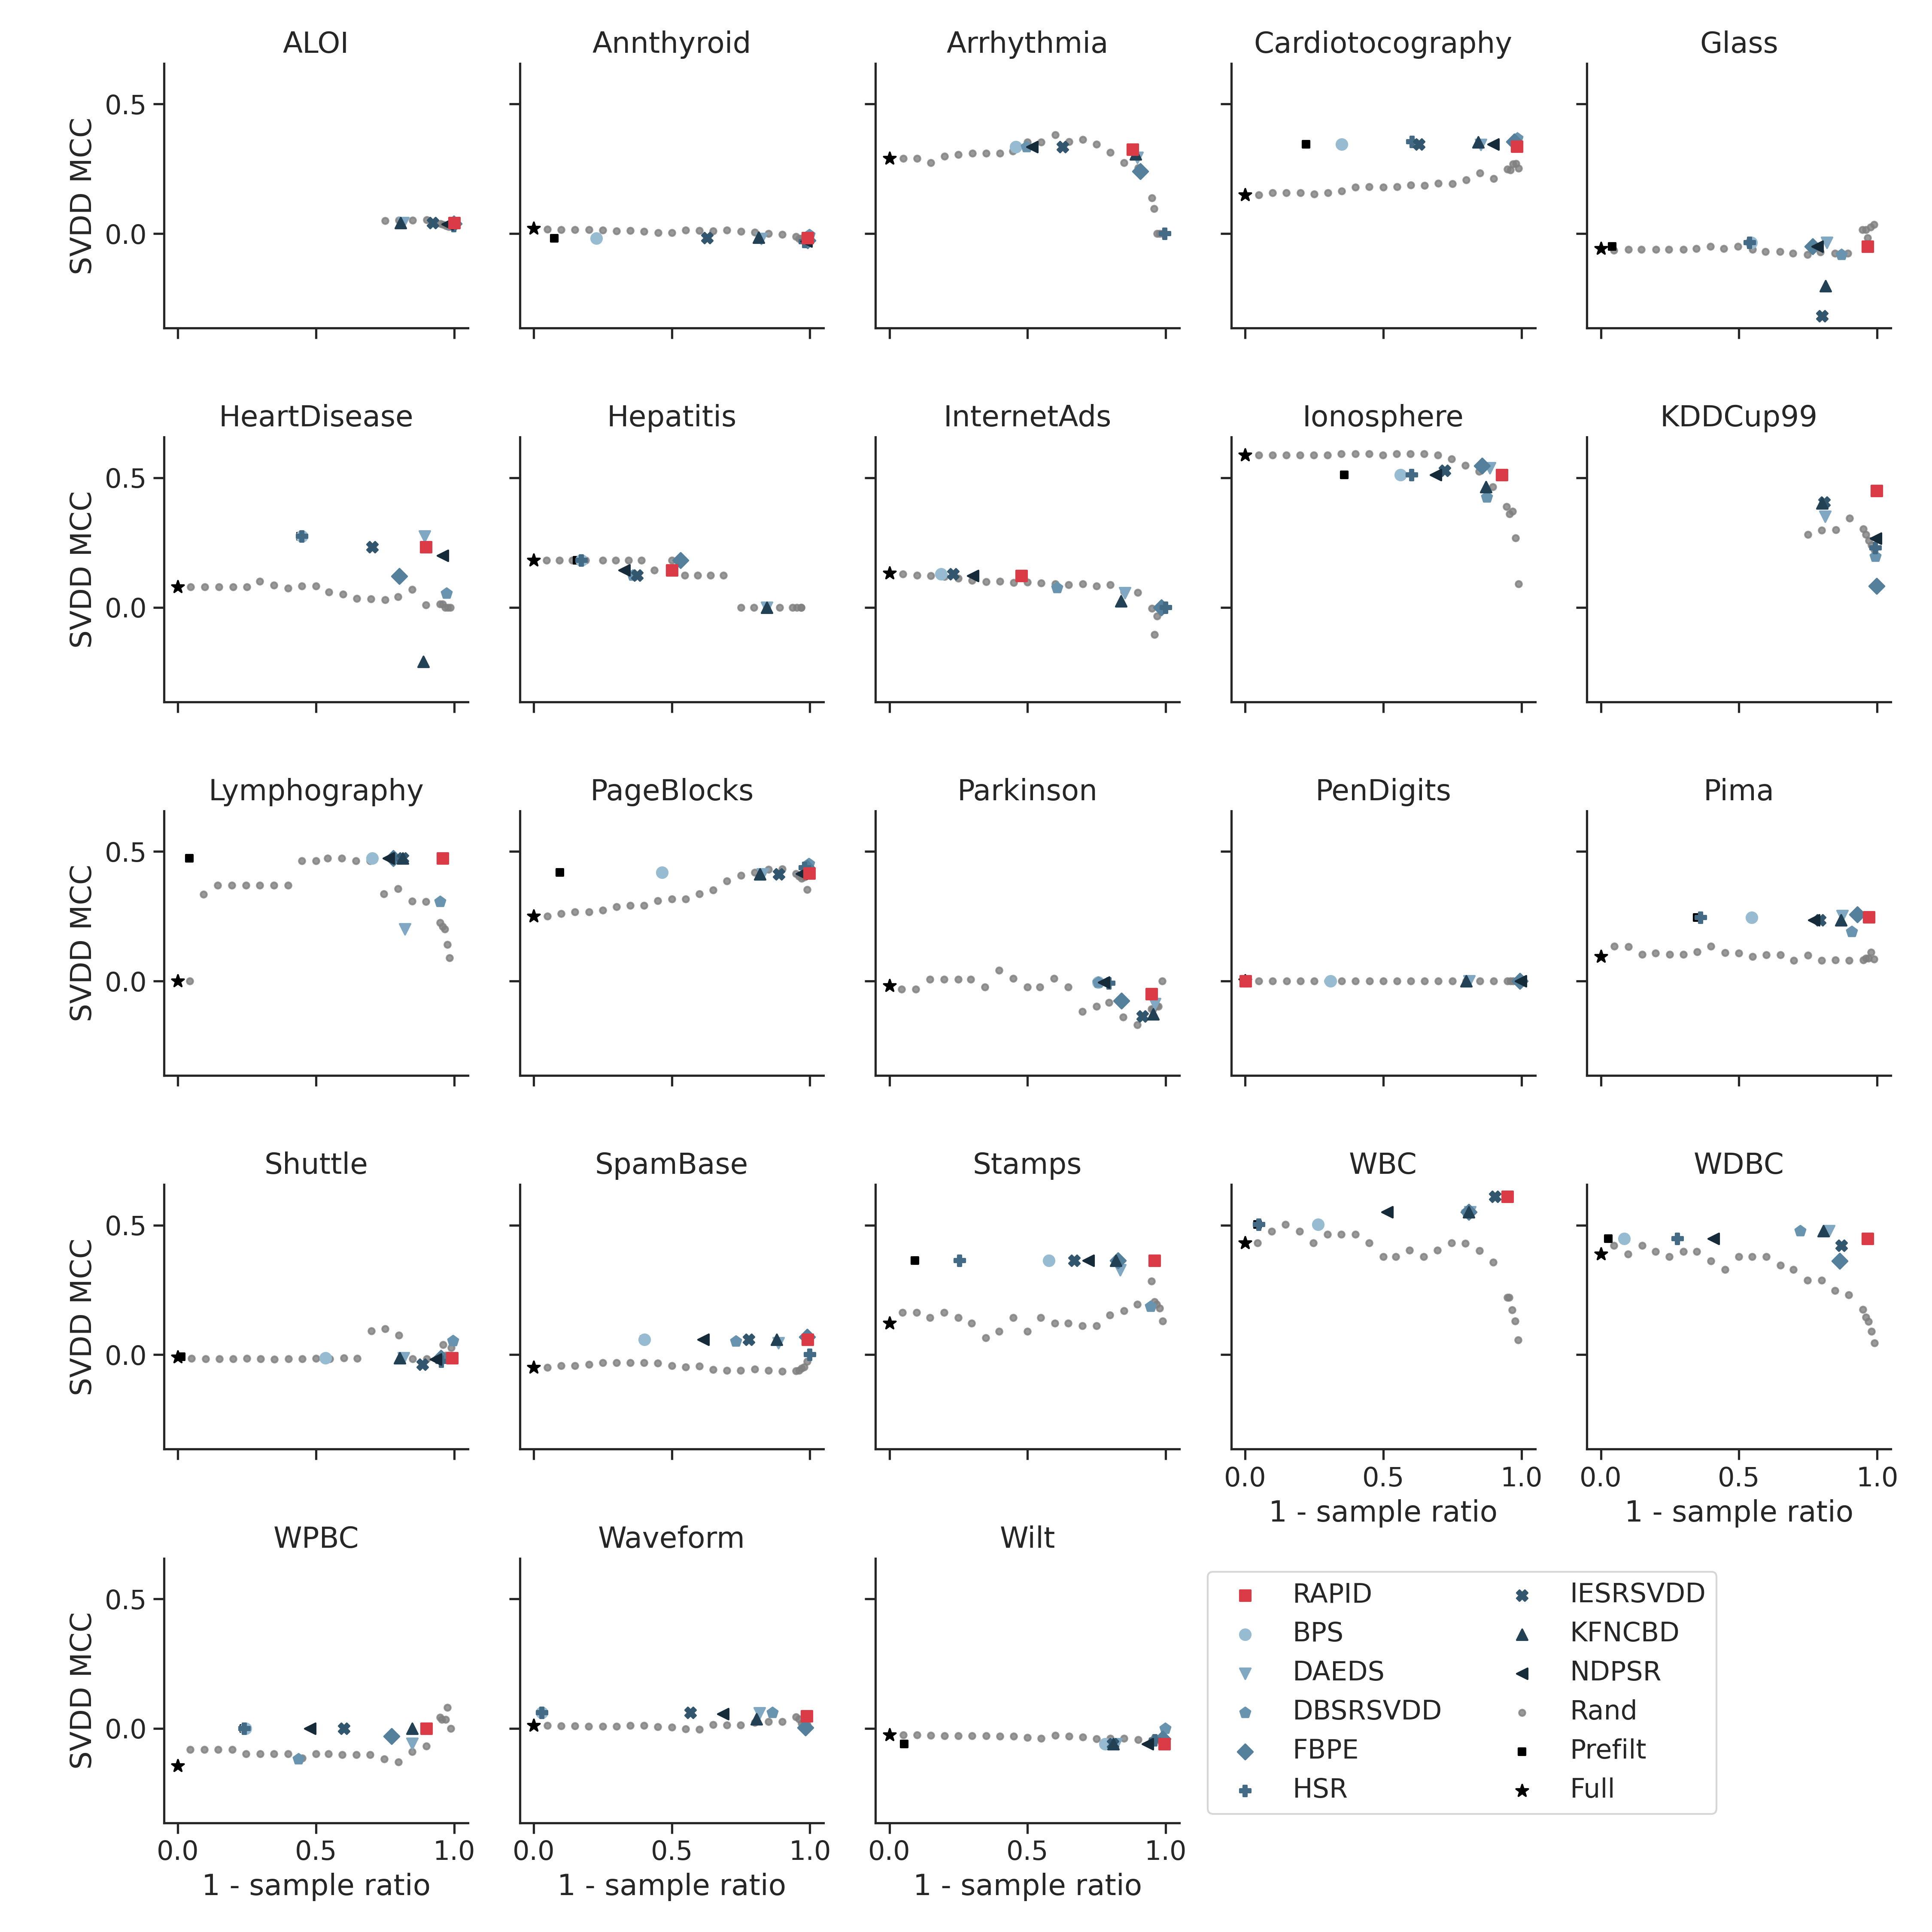 ALOI Annthyroid Arrhythmia Cardiotocography Glass
SVDD MCC
0.5
0.0
HeartDisease Hepatitis InternetAds Ionosphere KDDCup99
SVDD MCC
0.5
0.0
Lymphography PageBlocks Parkinson PenDigits Pima
SVDD MCC
0.5
0.0
Shuttle SpamBase Stamps WBC WDBC
SVDD MCC
0.5
0.0
0.0 0.5 1.0 0.0 0.5 1.0
1 - sample ratio 1 - sample ratio
WPBC Waveform Wilt
SVDD MCC
0.5
0.0
0.0 0.5 1.0 0.0 0.5 1.0 0.0 0.5 1.0
1 - sample ratio 1 - sample ratio 1 - sample ratio
RAPID
BPS
DAEDS
DBSRSVDD
FBPE
HSR
IESRSVDD
KFNCBD
NDPSR
Rand
Prefilt
Full